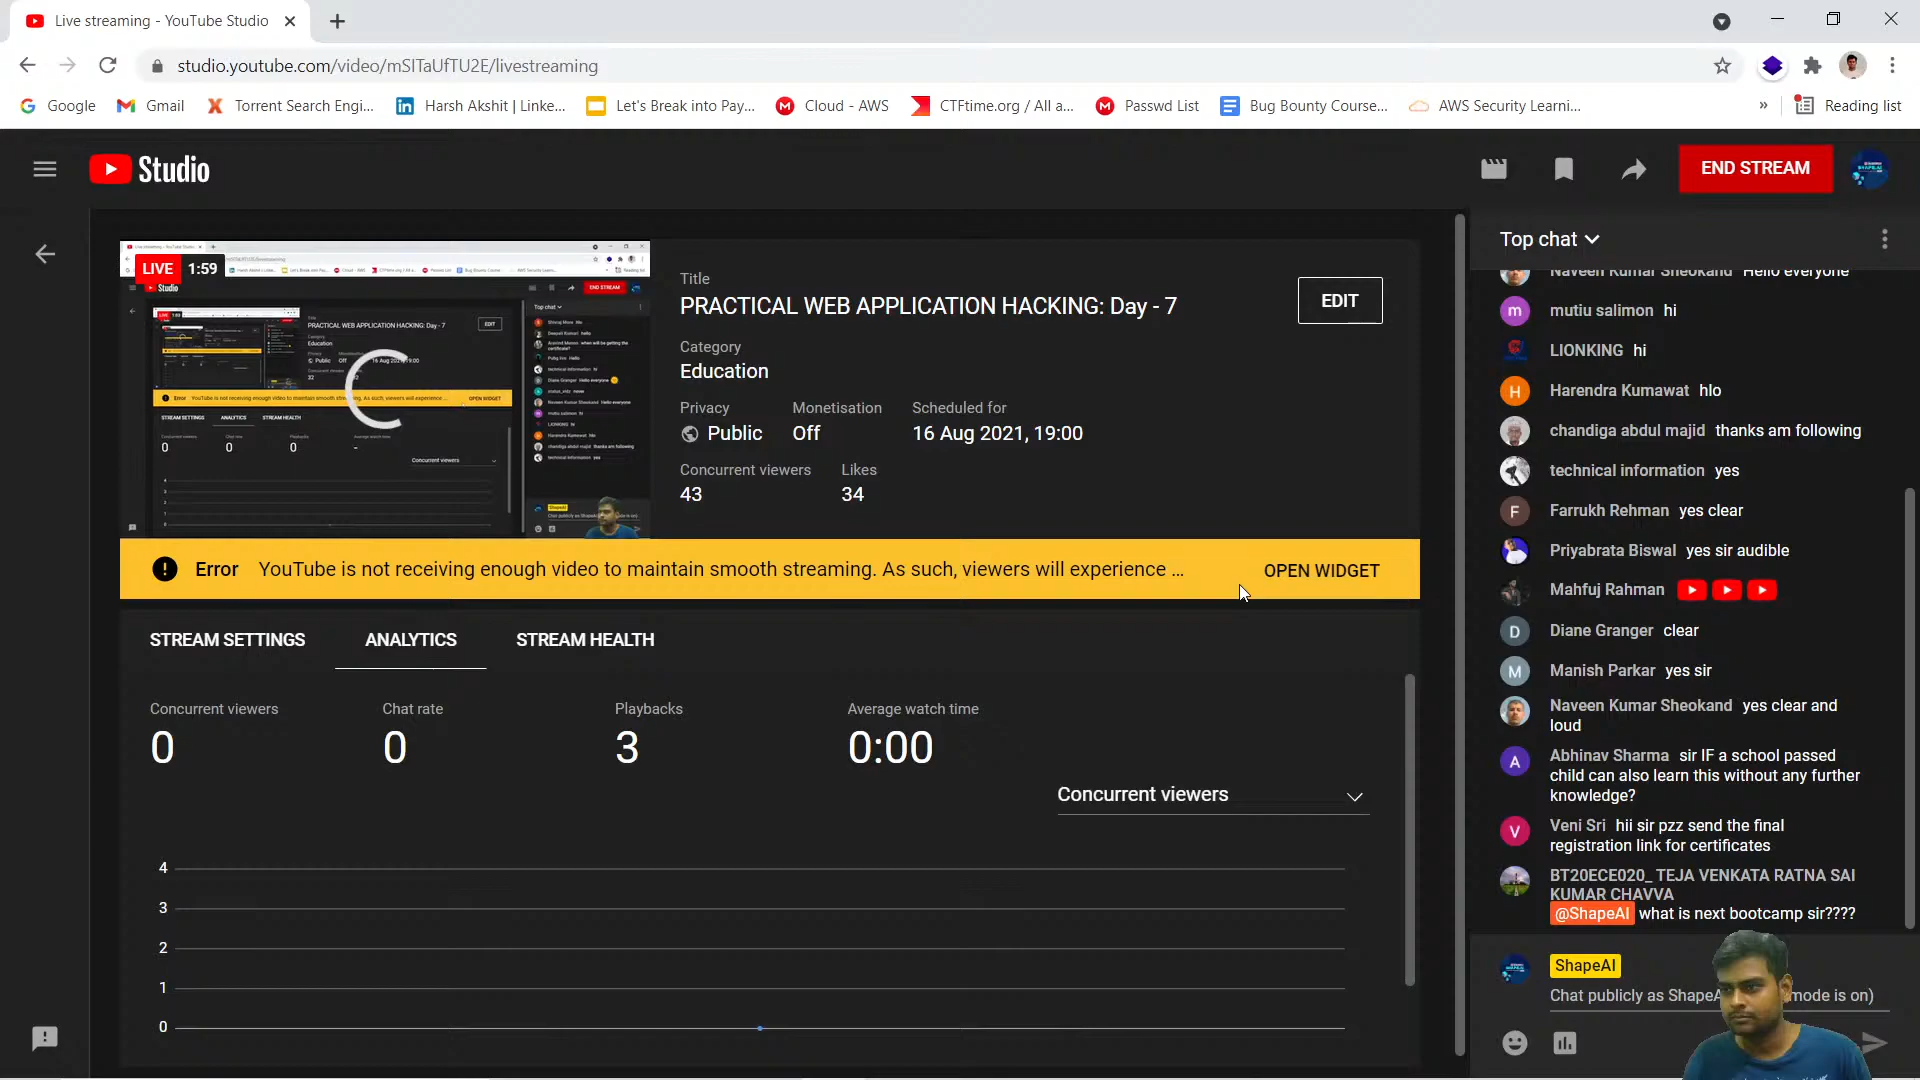 Live streaming - YouTube Studio
studio.youtube.com/video/mSITaUfTU2E/livestreaming
Google
Gmail
Torrent Search Engi...
Harsh Akshit | Linke...
Let's Break into Pay...
Cloud - AWS
CTFtime.org / All a...
Passwd List
Bug Bounty Course...
AWS Security Learni...
»
Reading list
Studio
END STREAM
LIVE 1:59
Title
PRACTICAL WEB APPLICATION HACKING: Day - 7
EDIT
Category
Education
Privacy
Monetisation
Scheduled for
Public
Off
16 Aug 2021, 19:00
Concurrent viewers
Likes
43
34
Error YouTube is not receiving enough video to maintain smooth streaming. As such, viewers will experience ...
OPEN WIDGET
STREAM SETTINGS
ANALYTICS
STREAM HEALTH
Concurrent viewers
Chat rate
Playbacks
Average watch time
0
0
3
0:00
Concurrent viewers
4
3
2
1
0
Top chat
Naveen Kumar Sheokand Hello everyone
m mutiu salimon hi
LIONKING hi
H Harendra Kumawat hlo
chandiga abdul majid thanks am following
technical information yes
F Farrukh Rehman yes clear
Priyabrata Biswal yes sir audible
Mahfuj Rahman
D Diane Granger clear
M Manish Parkar yes sir
Naveen Kumar Sheokand yes clear and
loud
A Abhinav Sharma sir IF a school passed
child can also learn this without any further
knowledge?
V Veni Sri hii sir pzz send the final
registration link for certificates
BT20ECE020_ TEJA VENKATA RATNA SAI
KUMAR CHAVVA
@ShapeAI what is next bootcamp sir????
ShapeAI
Chat publicly as ShapeA mode is on)